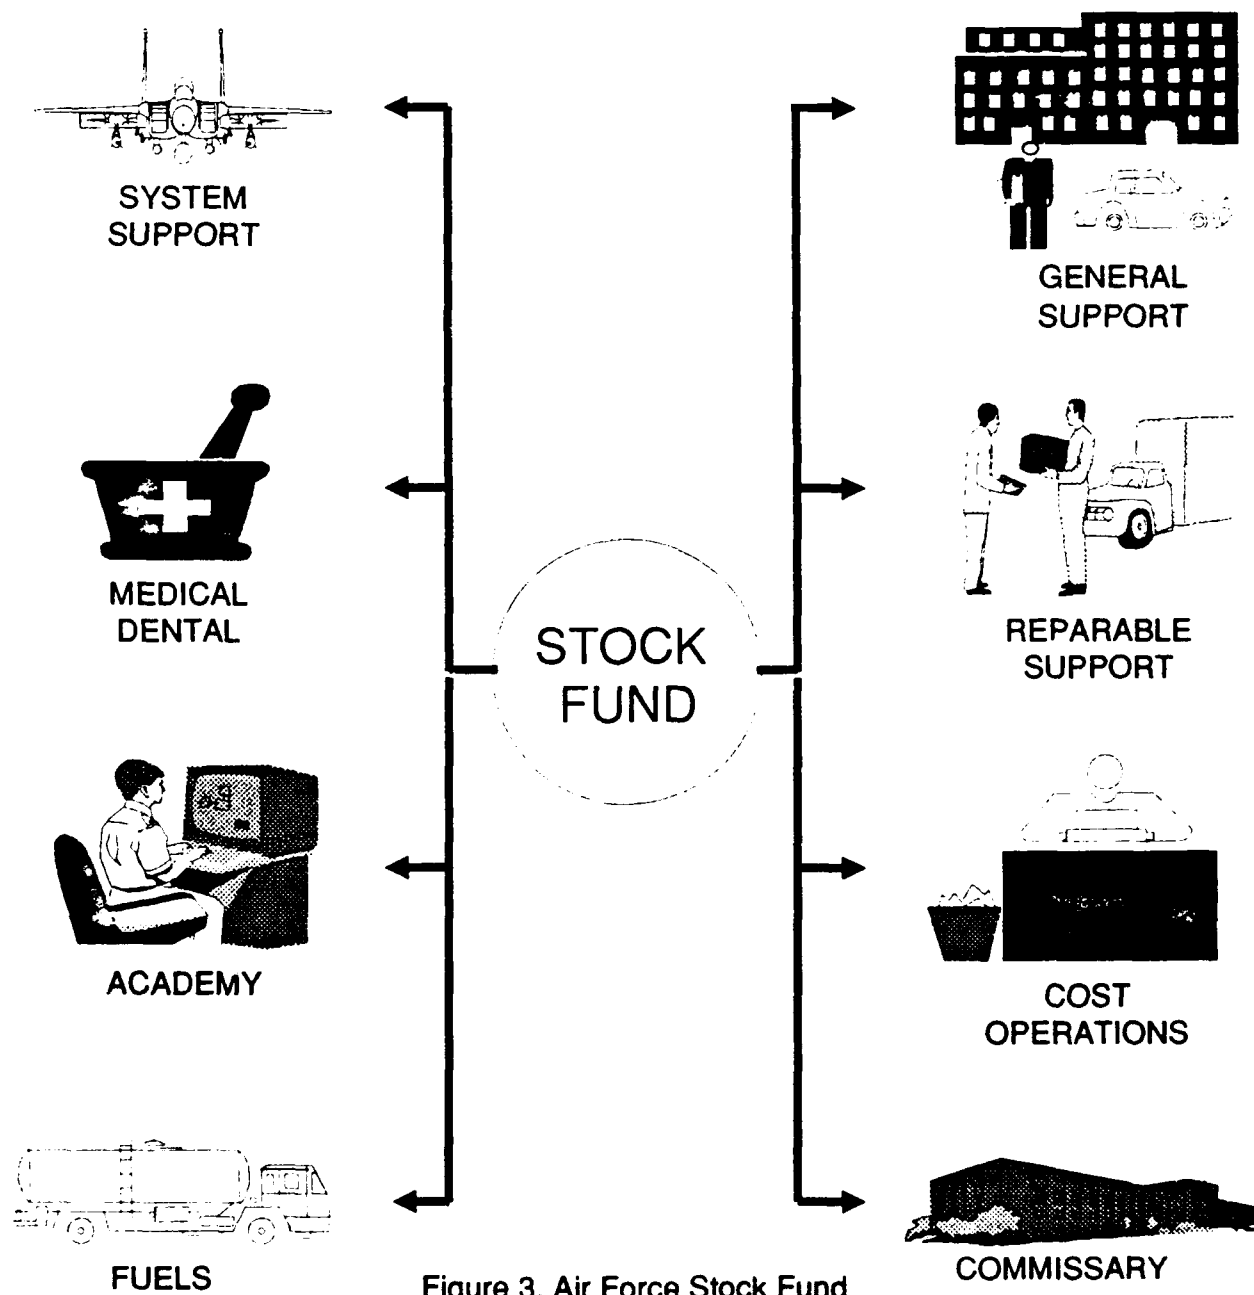 SYSTEM
SUPPORT
GENERAL
SUPPORT
MEDICAL
DENTAL
REPARABLE
SUPPORT
STOCK
FUND
ACADEMY
COST
OPERATIONS
FUELS
COMMISSARY
Figure 3. Air Force Stock Fund